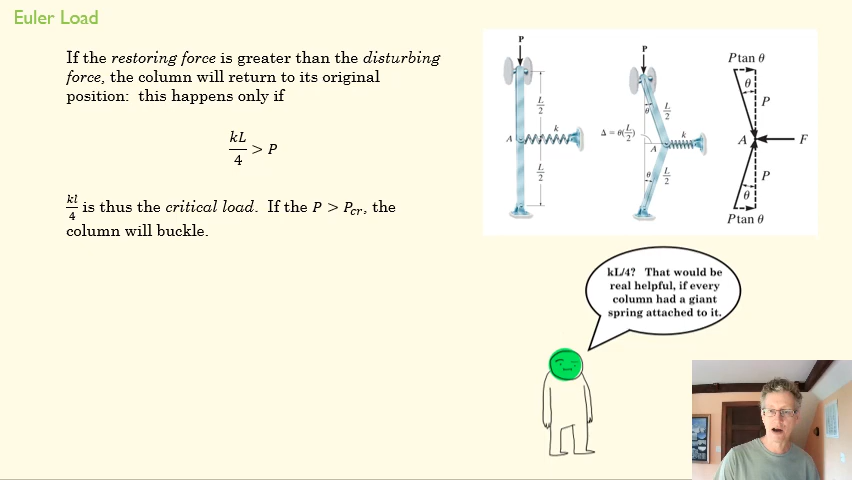 Euler Load
If the restoring force is greater than the disturbing
force, the column will return to its original
position: this happens only if
kL/4 > P
kl/4 is thus the critical load. If the P > Pcr, the
column will buckle.
P
L/2
A
k
L/2
P
θ
L/2
Δ = θ(L/2)
k
A
θ
L/2
P tan θ
θ
P
A
F
P
θ
P tan θ
kL/4? That would be
real helpful, if every
column had a giant
spring attached to it.